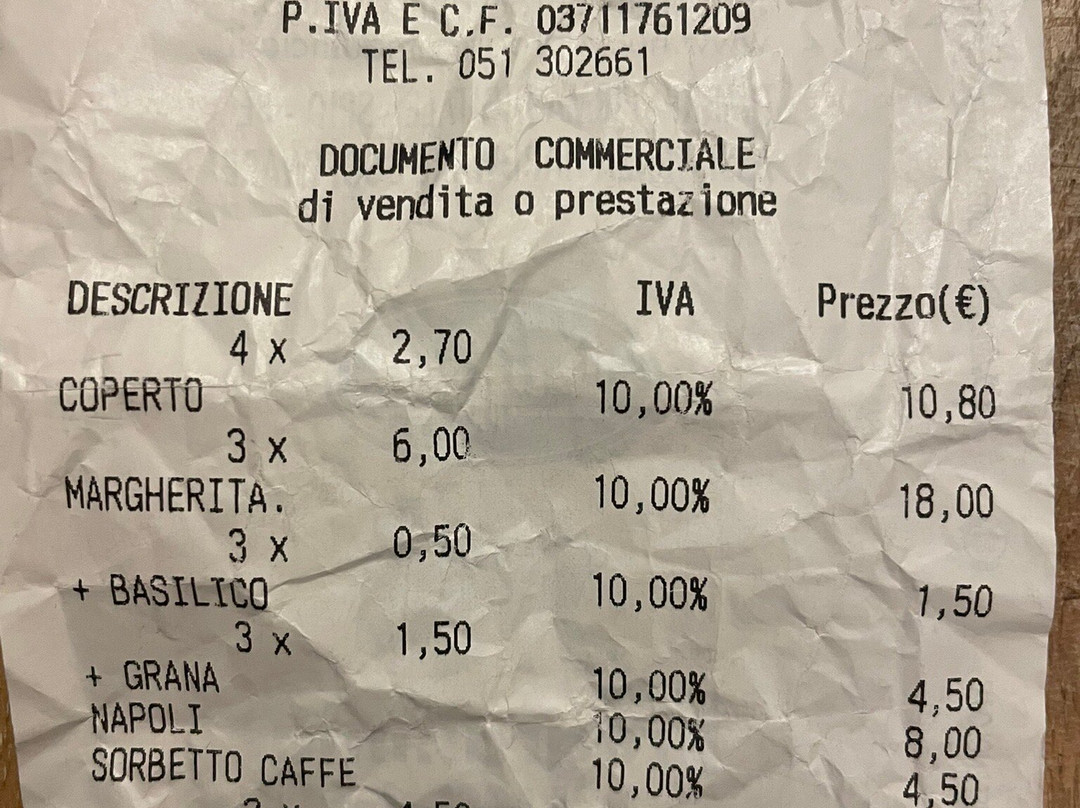 P.IVA E C.F. 03711761209
TEL. 051 302661
DOCUMENTO COMMERCIALE
di vendita o prestazione
DESCRIZIONE IVA Prezzo(€)
4 x 2,70
COPERTO 10,00% 10,80
3 x 6,00
MARGHERITA. 10,00% 18,00
3 x 0,50
+ BASILICO 10,00% 1,50
3 x 1,50
+ GRANA 10,00% 4,50
NAPOLI 10,00% 8,00
SORBETTO CAFFE 10,00% 4,50